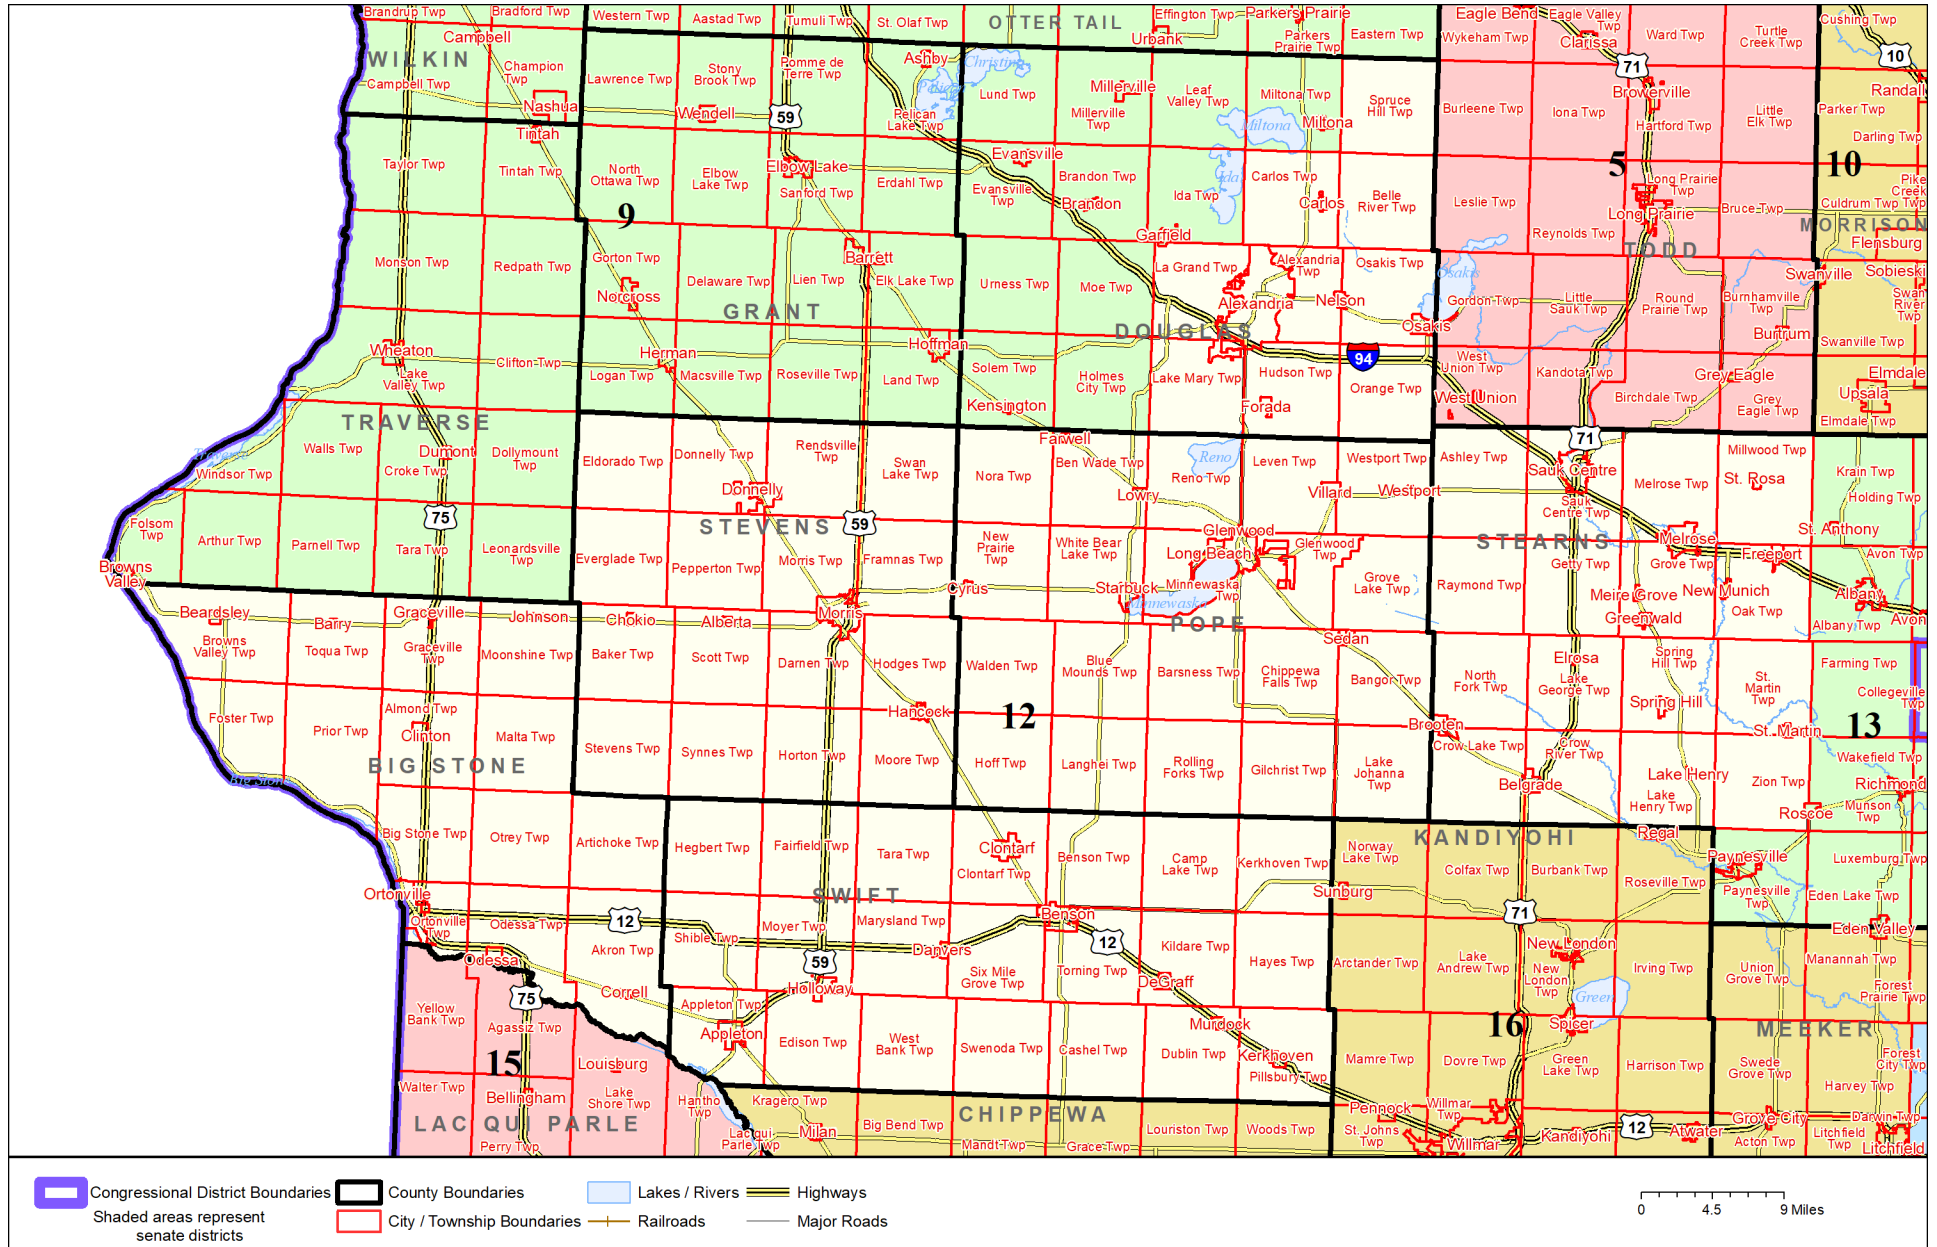 Brandrup Twp
Bradford Twp
Western Twp
Aastad Twp
Tumuli Twp
St. Olaf Twp
OTTER TAIL
Effington Twp
Parkers Prairie
Eagle Bend
Eagle Valley
Twp
Cushing Twp
Campbell
Urbank
Parkers
Prairie Twp
Eastern Twp
Wykeham Twp
Clarissa
Ward Twp
Turtle
Creek Twp
WILKIN
Champion
Twp
Lawrence Twp
Stony
Brook Twp
Pomme de
Terre Twp
Ashby
Christina
71
10
Campbell Twp
Nashua
Wendell
59
Pelican
Lake Twp
Lund Twp
Millerville
Millerville
Twp
Leaf
Valley Twp
Miltona Twp
Spruce
Hill Twp
Burleene Twp
Iona Twp
Browerville
Hartford Twp
Little
Elk Twp
Randall
Parker Twp
Darling Twp
Tintah
Miltona
Miltona
Taylor Twp
Tintah Twp
North
Ottawa Twp
Elbow
Lake Twp
Elbow Lake
Sanford Twp
Erdahl Twp
Evansville
Evansville
Twp
Brandon Twp
Brandon
Ida
Ida Twp
Carlos Twp
Carlos
Belle
River Twp
Leslie Twp
5
Long Prairie
Twp
Long Prairie
Bruce Twp
10
Pike
Creek
Twp
Culdrum Twp
9
Garfield
Reynolds Twp
TODD
MORRISON
Flensburg
Monson Twp
Redpath Twp
Gorton Twp
Norcross
Delaware Twp
Lien Twp
Barrett
Elk Lake Twp
Urness Twp
Moe Twp
La Grand Twp
Alexandria
Twp
Osakis Twp
Osakis
Gordon Twp
Little
Sauk Twp
Round
Prairie Twp
Burnhamville
Twp
Swanville
Sobieski
Swan
River
Twp
GRANT
Alexandria
Nelson
DOUGLAS
Osakis
Burtrum
Swanville Twp
Wheaton
Lake
Valley Twp
Clifton Twp
Herman
Logan Twp
Macsville Twp
Roseville Twp
Hoffman
Land Twp
Solem Twp
Holmes
City Twp
Lake Mary Twp
Hudson Twp
94
Orange Twp
West
Union Twp
Kandota Twp
Grey Eagle
Elmdale
Kensington
Forada
West Union
Birchdale Twp
Grey
Eagle Twp
Upsala
Elmdale Twp
TRAVERSE
Walls Twp
Windsor Twp
Dumont
Croke Twp
Dollymount
Twp
Eldorado Twp
Donnelly Twp
Rendsville
Twp
Swan
Lake Twp
Nora Twp
Farwell
Ben Wade Twp
Reno
Reno Twp
Leven Twp
Westport Twp
Ashley Twp
71
Sauk Centre
Millwood Twp
Melrose Twp
St. Rosa
Krain Twp
Donnelly
Lowry
Villard
Westport
Sauk
Centre Twp
Holding Twp
Folsom
Twp
Arthur Twp
Parnell Twp
75
Tara Twp
Leonardsville
Twp
STEVENS
59
Glenwood
Glenwood
Twp
STEARNS
Melrose
St. Anthony
Browns
Valley
Everglade Twp
Pepperton Twp
Morris Twp
Framnas Twp
New
Prairie
Twp
White Bear
Lake Twp
Long Beach
Grove
Lake Twp
Raymond Twp
Getty Twp
Grove Twp
Freeport
Avon Twp
Beardsley
Barry
Graceville
Johnson
Chokio
Alberta
Morris
Cyrus
Starbuck
Minnewaska
Twp
Minnewaska
POPE
Meire Grove
New Munich
Oak Twp
Albany
Greenwald
Albany Twp
Avon
Browns
Valley Twp
Toqua Twp
Graceville
Twp
Moonshine Twp
Baker Twp
Scott Twp
Darnen Twp
Hodges Twp
Walden Twp
Blue
Mounds Twp
Barsness Twp
Chippewa
Falls Twp
Sedan
Bangor Twp
North
Fork Twp
Elrosa
Lake
George Twp
Spring
Hill Twp
St.
Martin
Twp
Farming Twp
Collegeville
Twp
Foster Twp
Prior Twp
Almond Twp
Clinton
Malta Twp
Stevens Twp
Synnes Twp
Horton Twp
Hancock
Moore Twp
12
Hoff Twp
Langhei Twp
Rolling
Forks Twp
Gilchrist Twp
Lake
Johanna
Twp
Brooten
Crow Lake Twp
Crow
River Twp
Spring Hill
St. Martin
13
Wakefield Twp
BIG STONE
Big Stone
Belgrade
Lake Henry
Lake
Henry Twp
Zion Twp
Richmond
Munson
Twp
Roscoe
Big Stone Twp
Otrey Twp
Artichoke Twp
Hegbert Twp
Fairfield Twp
Tara Twp
Clontarf
Clontarf Twp
Benson Twp
Camp
Lake Twp
Kerkhoven Twp
Norway
Lake Twp
KANDIYOHI
Regal
Colfax Twp
Burbank Twp
Roseville Twp
Paynesville
Paynesville
Twp
Luxemburg Twp
Eden Lake Twp
Ortonville
Ortonville
Twp
Odessa Twp
12
SWIFT
Shible Twp
Moyer Twp
Marysland Twp
Benson
Sunburg
71
Eden Valley
Odessa
Akron Twp
59
Danvers
Six Mile
Grove Twp
12
Torning Twp
Kildare Twp
DeGraff
Hayes Twp
Arctander Twp
Lake
Andrew Twp
New London
New
London
Twp
Green
Irving Twp
Union
Grove Twp
Manannah Twp
Forest
Prairie Twp
Yellow
Bank Twp
75
Agassiz Twp
Correll
Appleton Twp
Appleton
Holloway
Edison Twp
West
Bank Twp
Swenoda Twp
Cashel Twp
Murdock
Dublin Twp
Kerkhoven
Pillsbury Twp
Mamre Twp
16
Dovre Twp
Spicer
Green
Lake Twp
Harrison Twp
MEEKER
Swede
Grove Twp
Forest
City Twp
Harvey Twp
15
Louisburg
Walter Twp
Bellingham
Lake
Shore Twp
Hantho
Twp
Kragero Twp
LAC QUI PARLE
Perry Twp
Lac qui
Parle Twp
Milan
Big Bend Twp
CHIPPEWA
Mandt Twp
Grace Twp
Louriston Twp
Woods Twp
Pennock
St. Johns
Twp
Willmar
Twp
Willmar
Kandiyohi
12
Atwater
Grove City
Acton Twp
Darwin Twp
Litchfield
Twp
Litchfield
Congressional District Boundaries
County Boundaries
Lakes / Rivers
Highways
Shaded areas represent
senate districts
City / Township Boundaries
Railroads
Major Roads
0 4.5 9 Miles